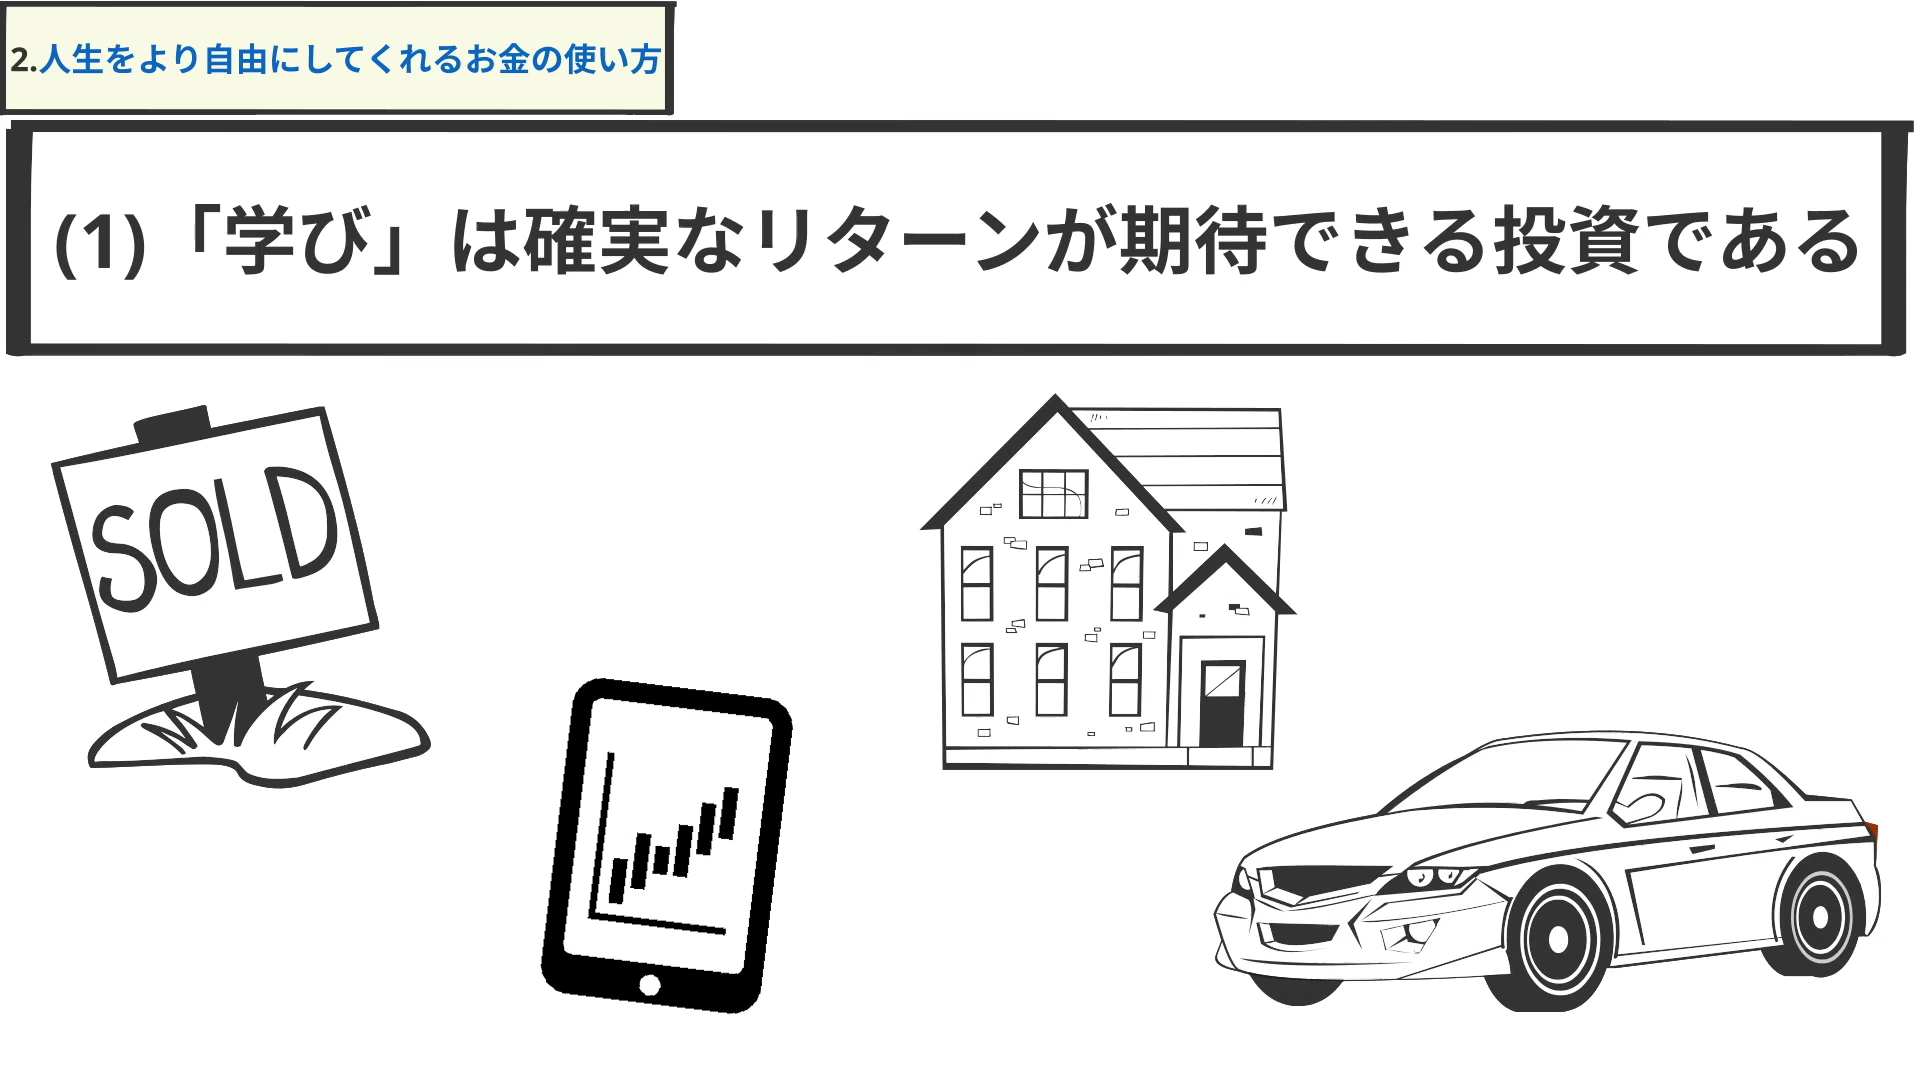 2.人生をより自由にしてくれるお金の使い方
(1)「学び」は確実なリターンが期待できる投資である
SOLD